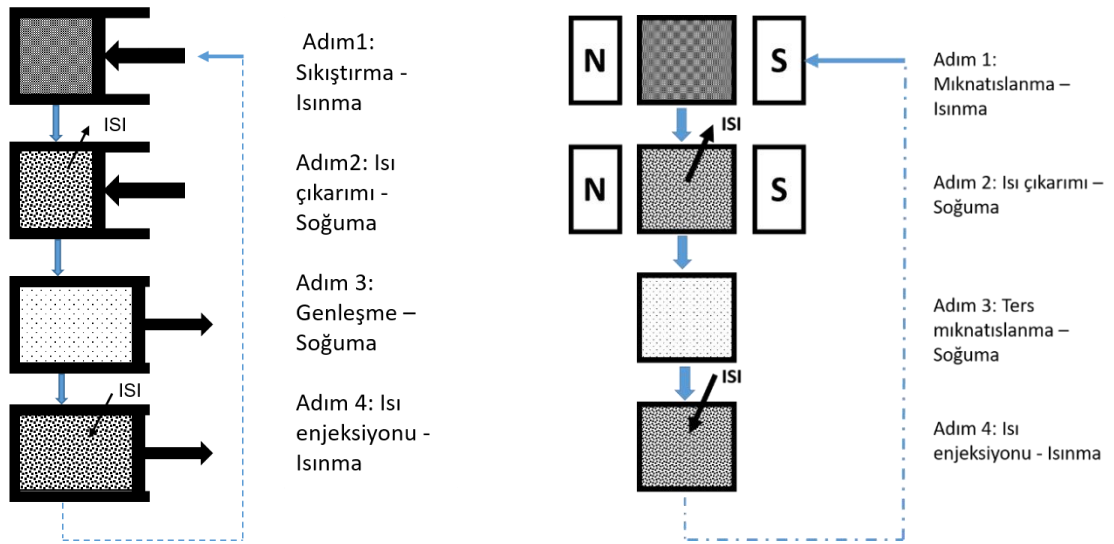 Adım1:
Sıkıştırma -
Isınma
ISI
Adım2: Isı
çıkarımı -
Soğuma
Adım 3:
Genleşme –
Soğuma
ISI
Adım 4: Isı
enjeksiyonu -
Isınma
N
S
Adım 1:
Mıknatıslanma –
Isınma
ISI
N
S
Adım 2: Isı çıkarımı –
Soğuma
Adım 3: Ters
mıknatıslanma –
Soğuma
ISI
Adım 4: Isı
enjeksiyonu - Isınma